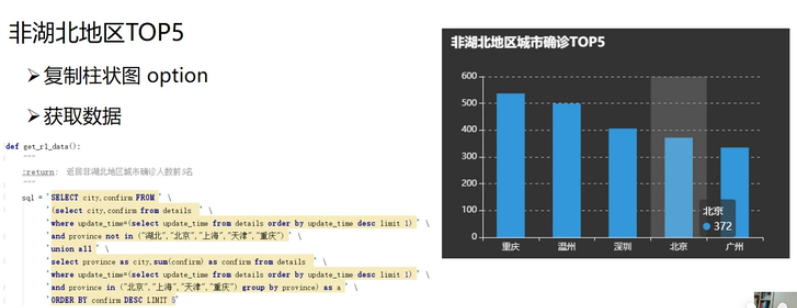 非湖北地区TOP5
➢复制柱状图 option
➢获取数据
def get_r1_data():
"""
:return: 返回非湖北地区城市确诊人数前5名
"""
sql = 'SELECT city,confirm FROM ' \
'(select city,confirm from details ' \
'where update_time=(select update_time from details order by update_time desc limit 1) ' \
'and province not in ("湖北","北京","上海","天津","重庆") ' \
'union all ' \
'select province as city,sum(confirm) as confirm from details ' \
'where update_time=(select update_time from details order by update_time desc limit 1) ' \
'and province in ("北京","上海","天津","重庆") group by province) as a ' \
'ORDER BY confirm DESC LIMIT 5'
非湖北地区城市确诊TOP5
600
500
400
300
200
100
0
重庆 温州 深圳 北京 广州
北京
372